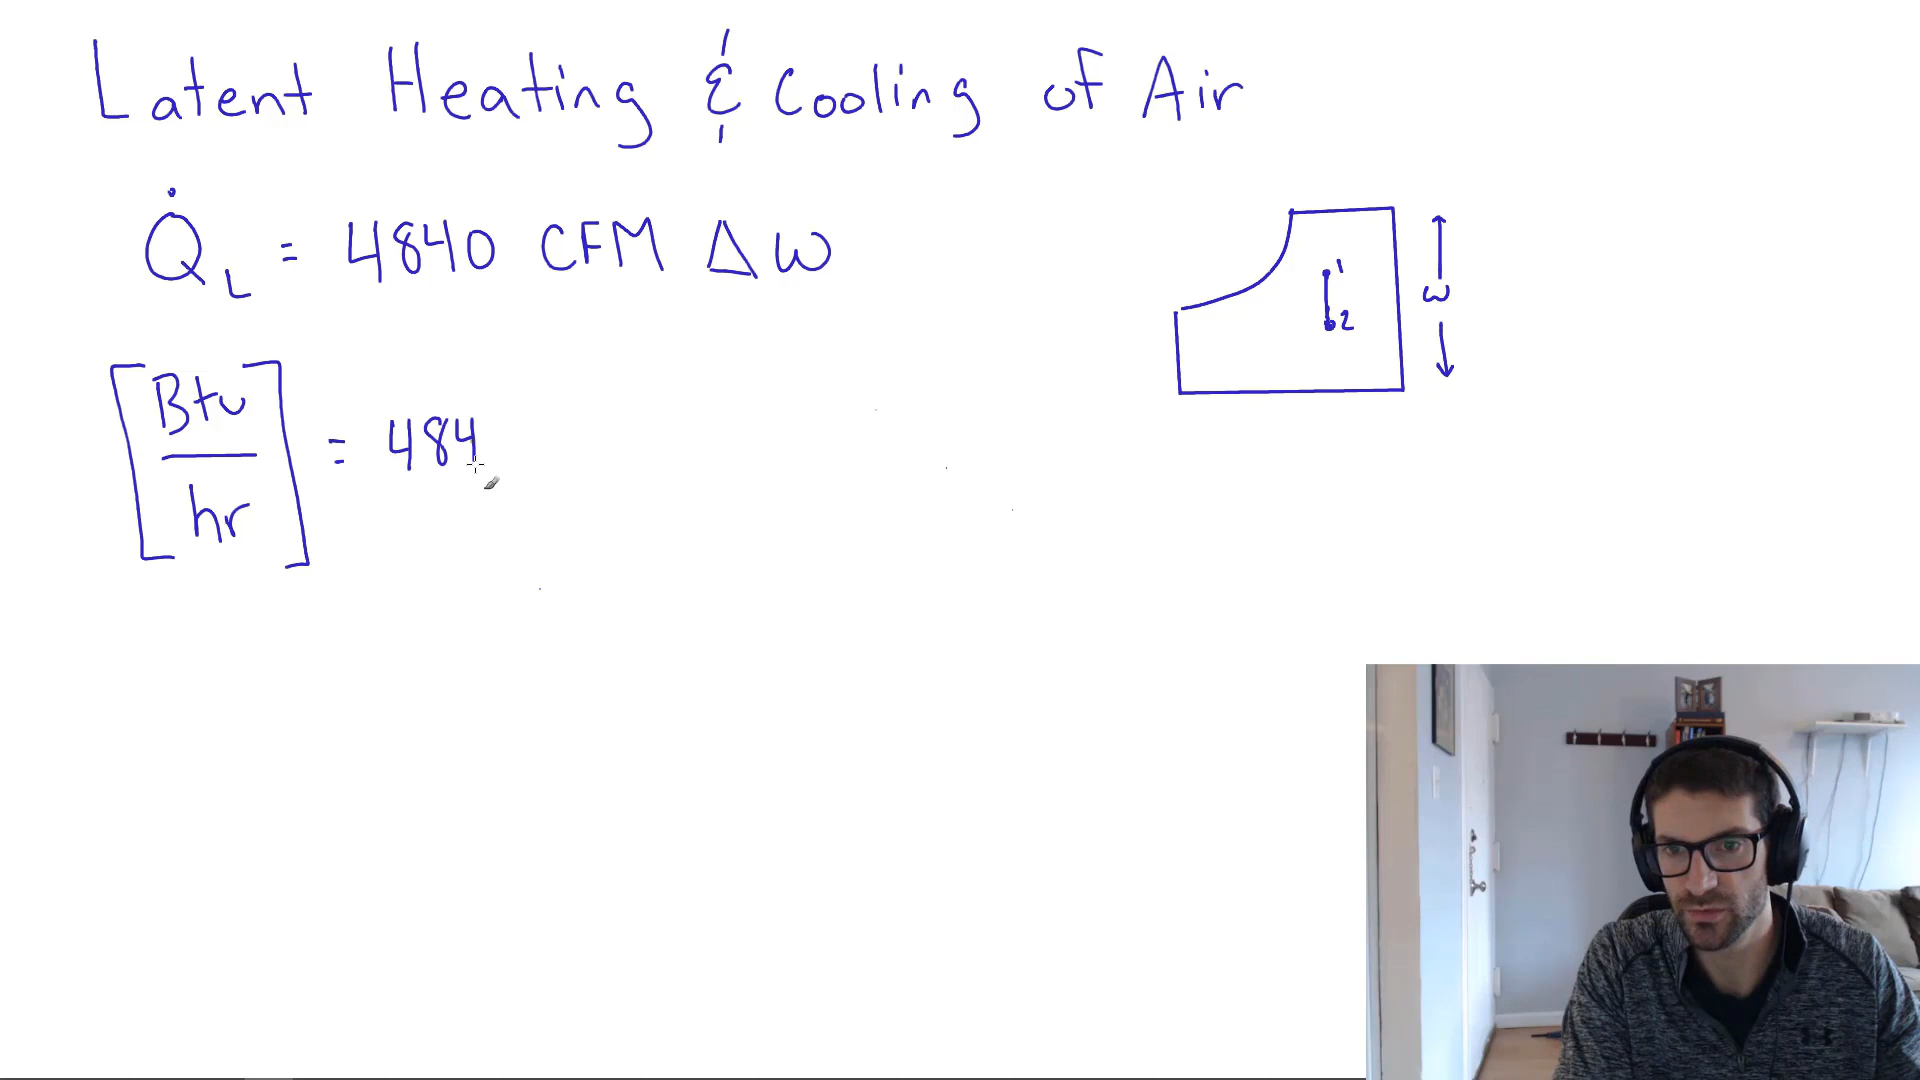 Latent Heating & Cooling of Air
Q̇L = 4840 CFM Δω
[Btu/hr] = 484
1
2
ω